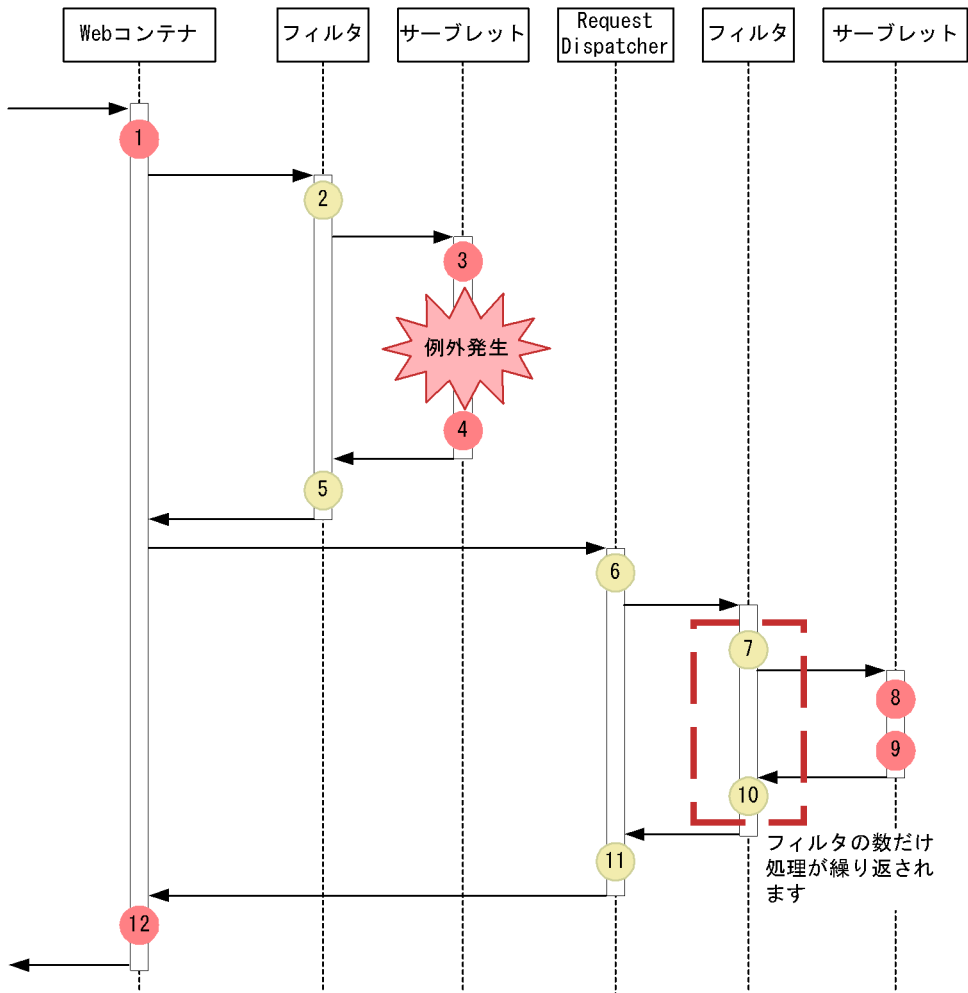 Webコンテナ
フィルタ
サーブレット
Request
Dispatcher
フィルタ
サーブレット
1
2
3
例外発生
4
5
6
7
8
9
10
フィルタの数だけ
処理が繰り返され
ます
11
12